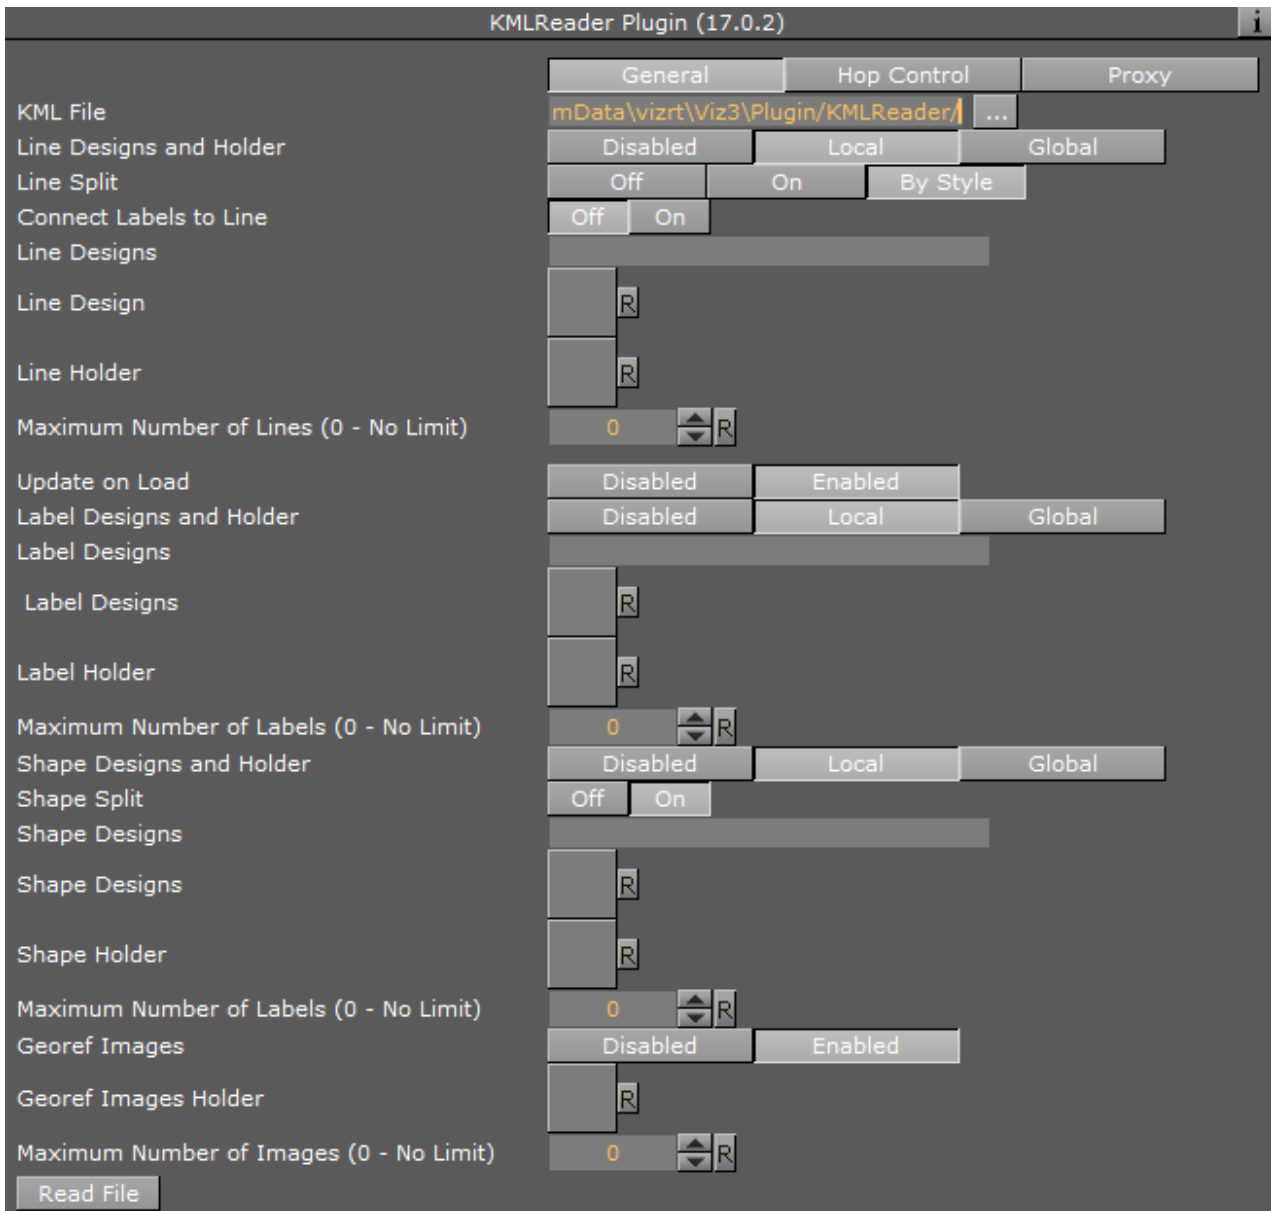 KMLReader Plugin (17.0.2) i
General Hop Control Proxy
KML File mData\vizrt\Viz3\Plugin/KMLReader/ ...
Line Designs and Holder Disabled Local Global
Line Split Off On By Style
Connect Labels to Line Off On
Line Designs
Line Design R
Line Holder R
Maximum Number of Lines (0 - No Limit) 0 R
Update on Load Disabled Enabled
Label Designs and Holder Disabled Local Global
Label Designs
Label Designs R
Label Holder R
Maximum Number of Labels (0 - No Limit) 0 R
Shape Designs and Holder Disabled Local Global
Shape Split Off On
Shape Designs
Shape Designs R
Shape Holder R
Maximum Number of Labels (0 - No Limit) 0 R
Georef Images Disabled Enabled
Georef Images Holder R
Maximum Number of Images (0 - No Limit) 0 R
Read File